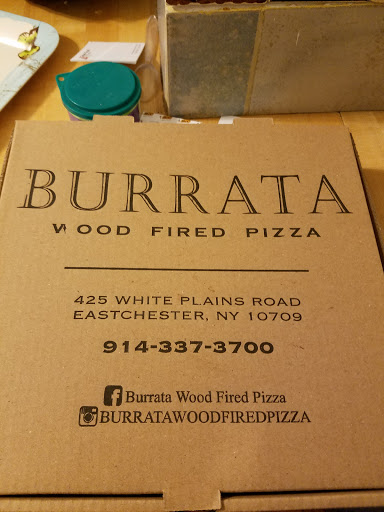 BURRATA
WOOD FIRED PIZZA
425 WHITE PLAINS ROAD
EASTCHESTER, NY 10709
914-337-3700
Burrata Wood Fired Pizza
BURRATAWOODFIREDPIZZA